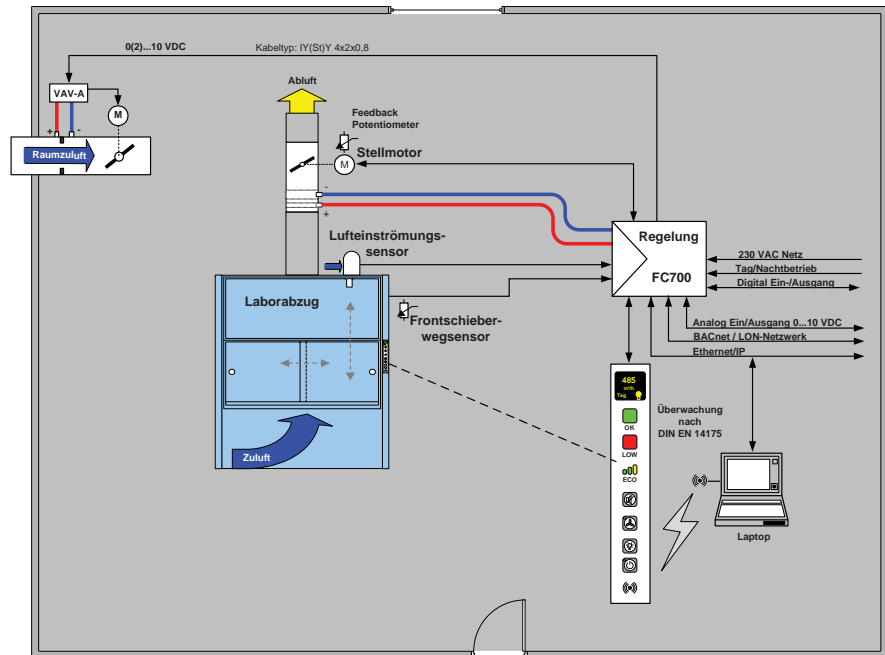 0(2)...10 VDC
Kabeltyp: IY(St)Y 4x2x0,8
VAV-A
M
+
-
Raumzuluft
Abluft
Feedback
Potentiometer
M
Stellmotor
-
+
Lufteinströmungs-
sensor
Laborabzug
Frontschieber-
wegsensor
Zuluft
Regelung
FC700
230 VAC Netz
Tag/Nachtbetrieb
Digital Ein-/Ausgang
Analog Ein/Ausgang 0...10 VDC
BACnet / LON-Netzwerk
Ethernet/IP
485
m³/h
Tag
OK
LOW
ECO
Überwachung
nach
DIN EN 14175
Laptop